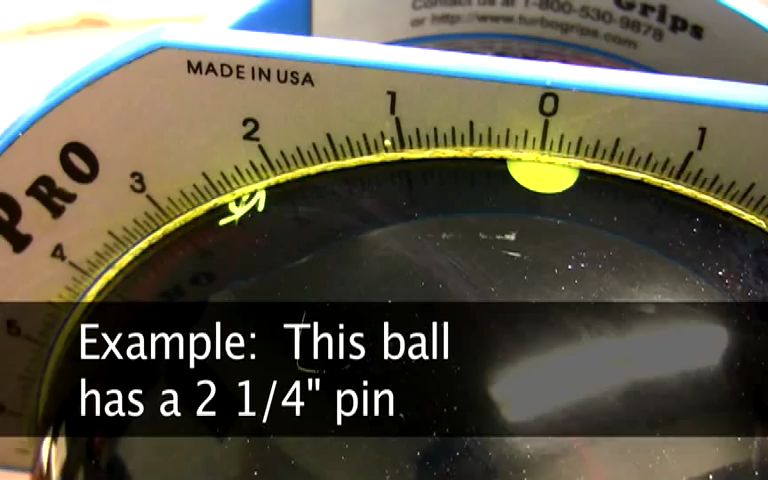 Grips
Contact us at 1-800-530-9878
or http://www.turbogrips.com
MADE IN USA
PRO
4 3 2 1 0 1
Example: This ball
has a 2 1/4" pin